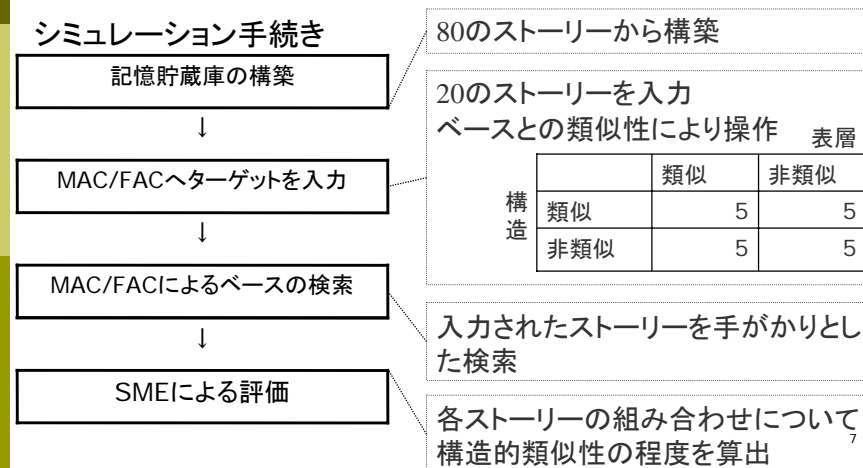 シミュレーション手続き
記憶貯蔵庫の構築
↓
MAC/FACへターゲットを入力
↓
MAC/FACによるベースの検索
↓
SMEによる評価
80のストーリーから構築
20のストーリーを入力
ベースとの類似性により操作
表層
類似 非類似
構造
類似 5 5
非類似 5 5
入力されたストーリーを手がかりとし
た検索
各ストーリーの組み合わせについて
構造的類似性の程度を算出
7